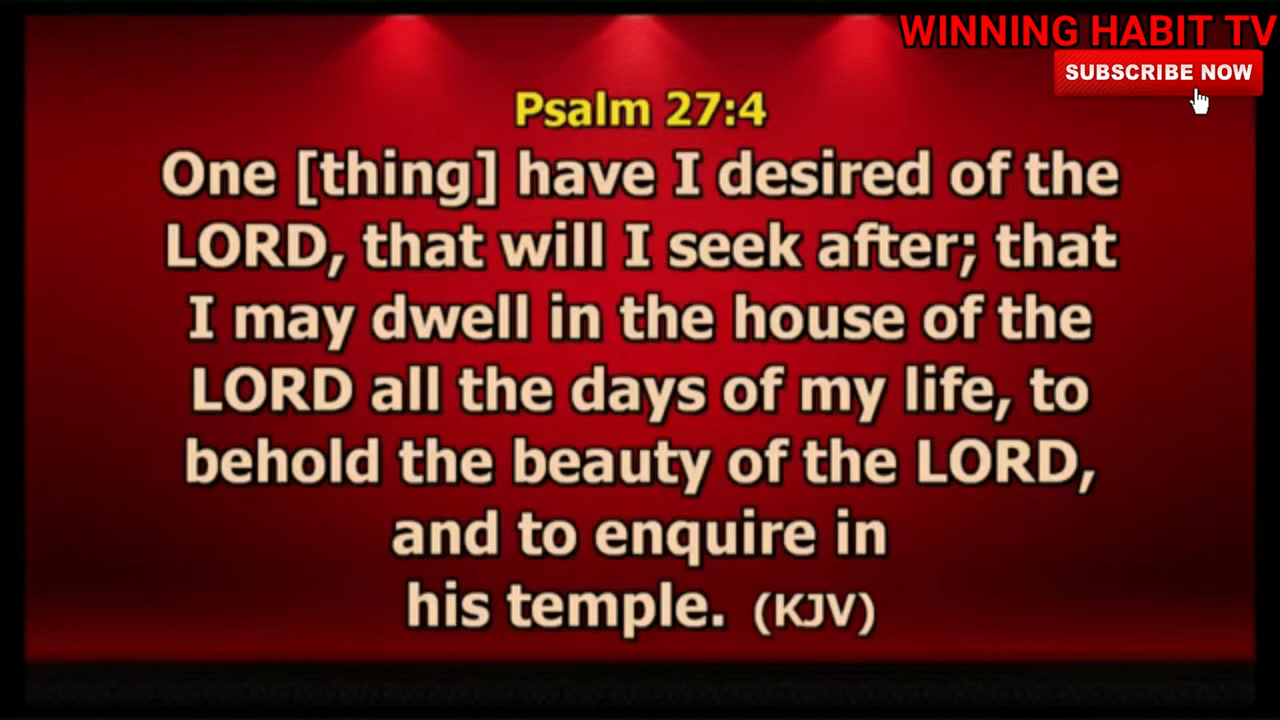 WINNING HABIT TV
SUBSCRIBE NOW
Psalm 27:4
One [thing] have I desired of the
LORD, that will I seek after; that
I may dwell in the house of the
LORD all the days of my life, to
behold the beauty of the LORD,
and to enquire in
his temple. (KJV)